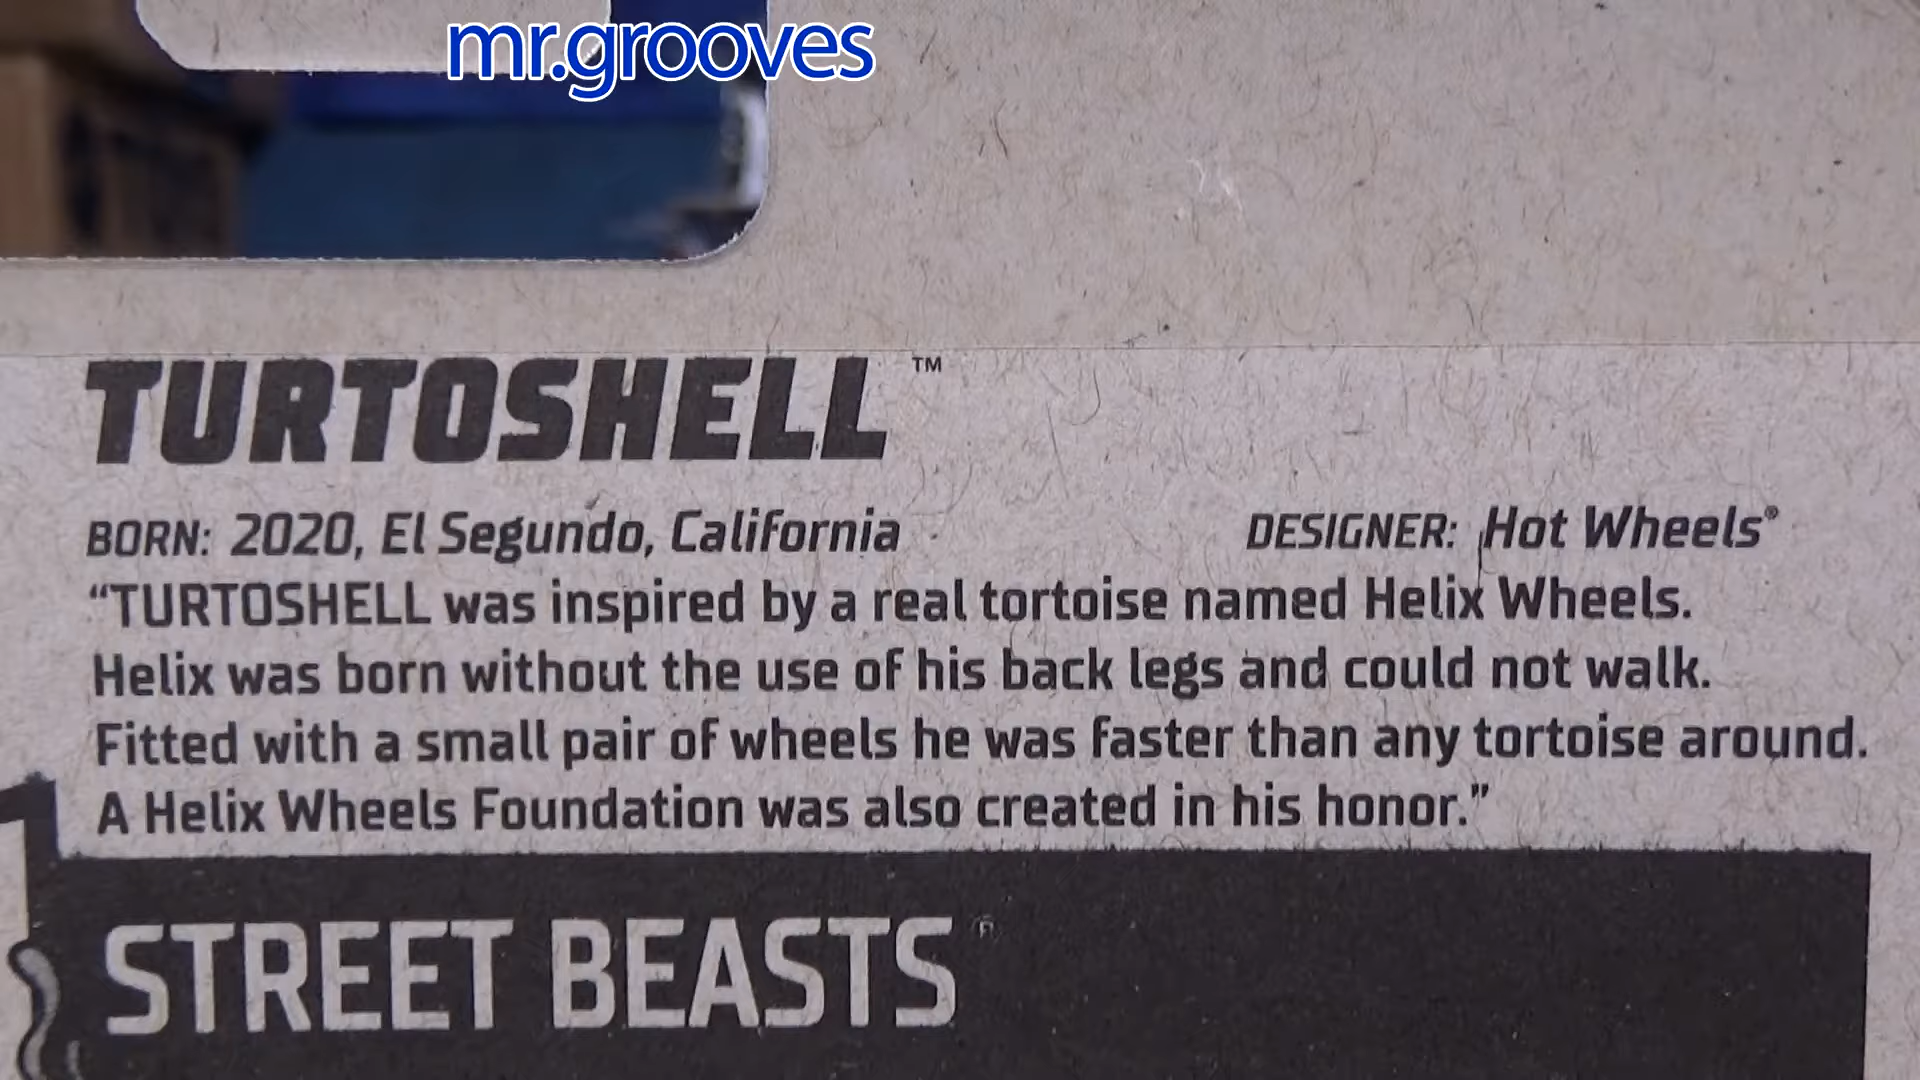 mr.grooves
TURTOSHELL™
BORN: 2020, El Segundo, California DESIGNER: Hot Wheels®
“TURTOSHELL was inspired by a real tortoise named Helix Wheels.
Helix was born without the use of his back legs and could not walk.
Fitted with a small pair of wheels he was faster than any tortoise around.
A Helix Wheels Foundation was also created in his honor.”
STREET BEASTS®